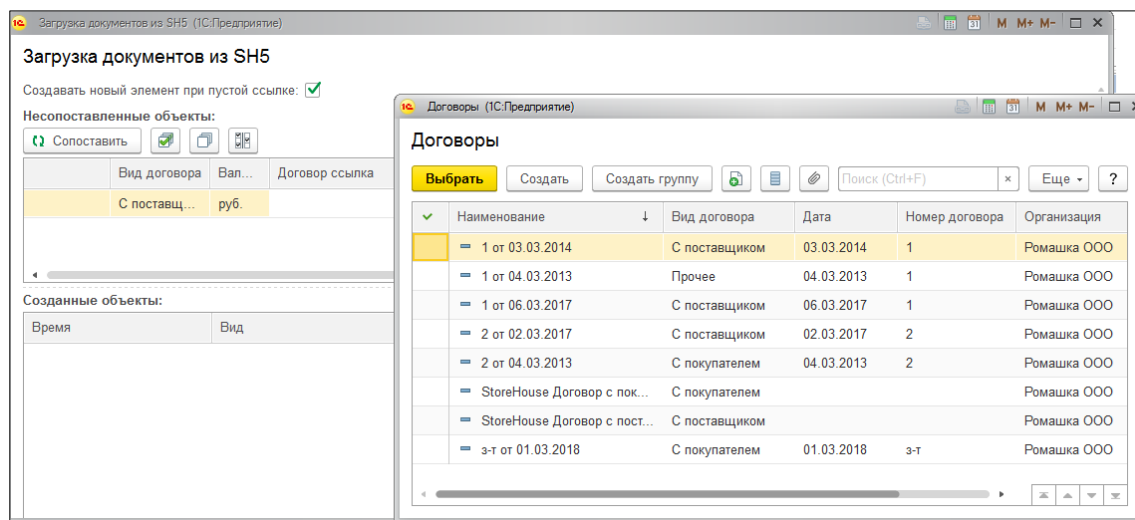 Загрузка документов из SH5 (1С:Предприятие)
M M+ M-
Загрузка документов из SH5
Создавать новый элемент при пустой ссылке:
Несопоставленные объекты:
Сопоставить
Вид договора Вал... Договор ссылка
С поставщ... руб.
Созданные объекты:
Время Вид
Договоры (1С:Предприятие)
31 M M+ M-
Договоры
Выбрать Создать Создать группу Поиск (Ctrl+F) × Еще ?
Наименование ↓ Вид договора Дата Номер договора Организация
1 от 03.03.2014 С поставщиком 03.03.2014 1 Ромашка ООО
1 от 04.03.2013 Прочее 04.03.2013 1 Ромашка ООО
1 от 06.03.2017 С поставщиком 06.03.2017 1 Ромашка ООО
2 от 02.03.2017 С поставщиком 02.03.2017 2 Ромашка ООО
2 от 04.03.2013 С покупателем 04.03.2013 2 Ромашка ООО
StoreHouse Договор с пок... С покупателем Ромашка ООО
StoreHouse Договор с пост... С поставщиком Ромашка ООО
з-т от 01.03.2018 С покупателем 01.03.2018 з-т Ромашка ООО